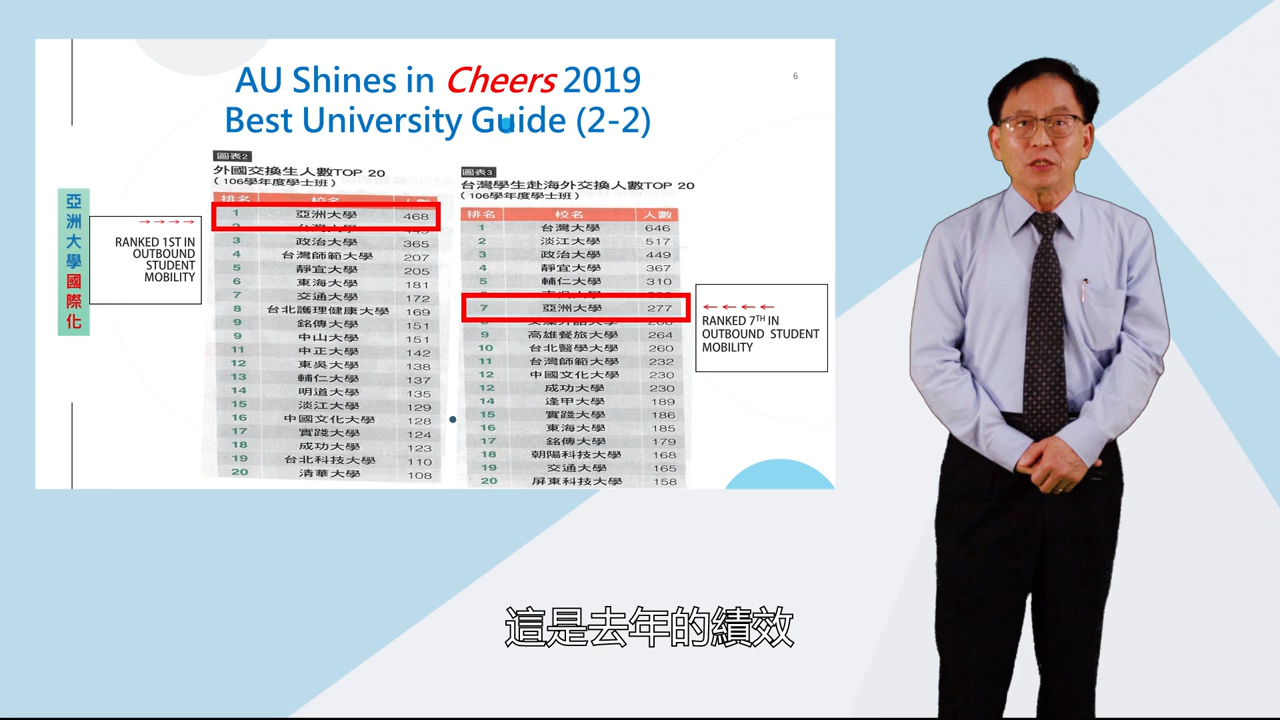 AU Shines in Cheers 2019
Best University Guide (2-2)
6
亞洲大學國際化
→ → → →
RANKED 1ST IN
OUTBOUND
STUDENT
MOBILITY
圖表2
外國交換生人數TOP 20
(106學年度學士班)
排名 校名 人數
1 亞洲大學 468
2 台灣大學
3 政治大學 365
4 台灣師範大學 207
5 靜宜大學 205
6 東海大學 181
7 交通大學 172
8 台北護理健康大學 169
9 銘傳大學 151
9 中山大學 151
11 中正大學 142
12 東吳大學 138
13 輔仁大學 137
14 明道大學 135
15 淡江大學 129
16 中國文化大學 128
17 實踐大學 124
18 成功大學 123
19 台北科技大學 110
20 清華大學 108
圖表3
台灣學生赴海外交換人數TOP 20
(106學年度學士班)
排名 校名 人數
1 台灣大學 646
2 淡江大學 517
3 政治大學 449
4 靜宜大學 367
5 輔仁大學 310
7 亞洲大學 277
9 高雄餐旅大學 264
10 台北醫學大學 260
11 台灣師範大學 232
12 中國文化大學 230
12 成功大學 230
14 逢甲大學 189
15 實踐大學 186
16 東海大學 185
17 銘傳大學 179
18 朝陽科技大學 168
19 交通大學 165
20 屏東科技大學 158
← ← ← ←
RANKED 7TH IN
OUTBOUND STUDENT
MOBILITY
這是去年的績效